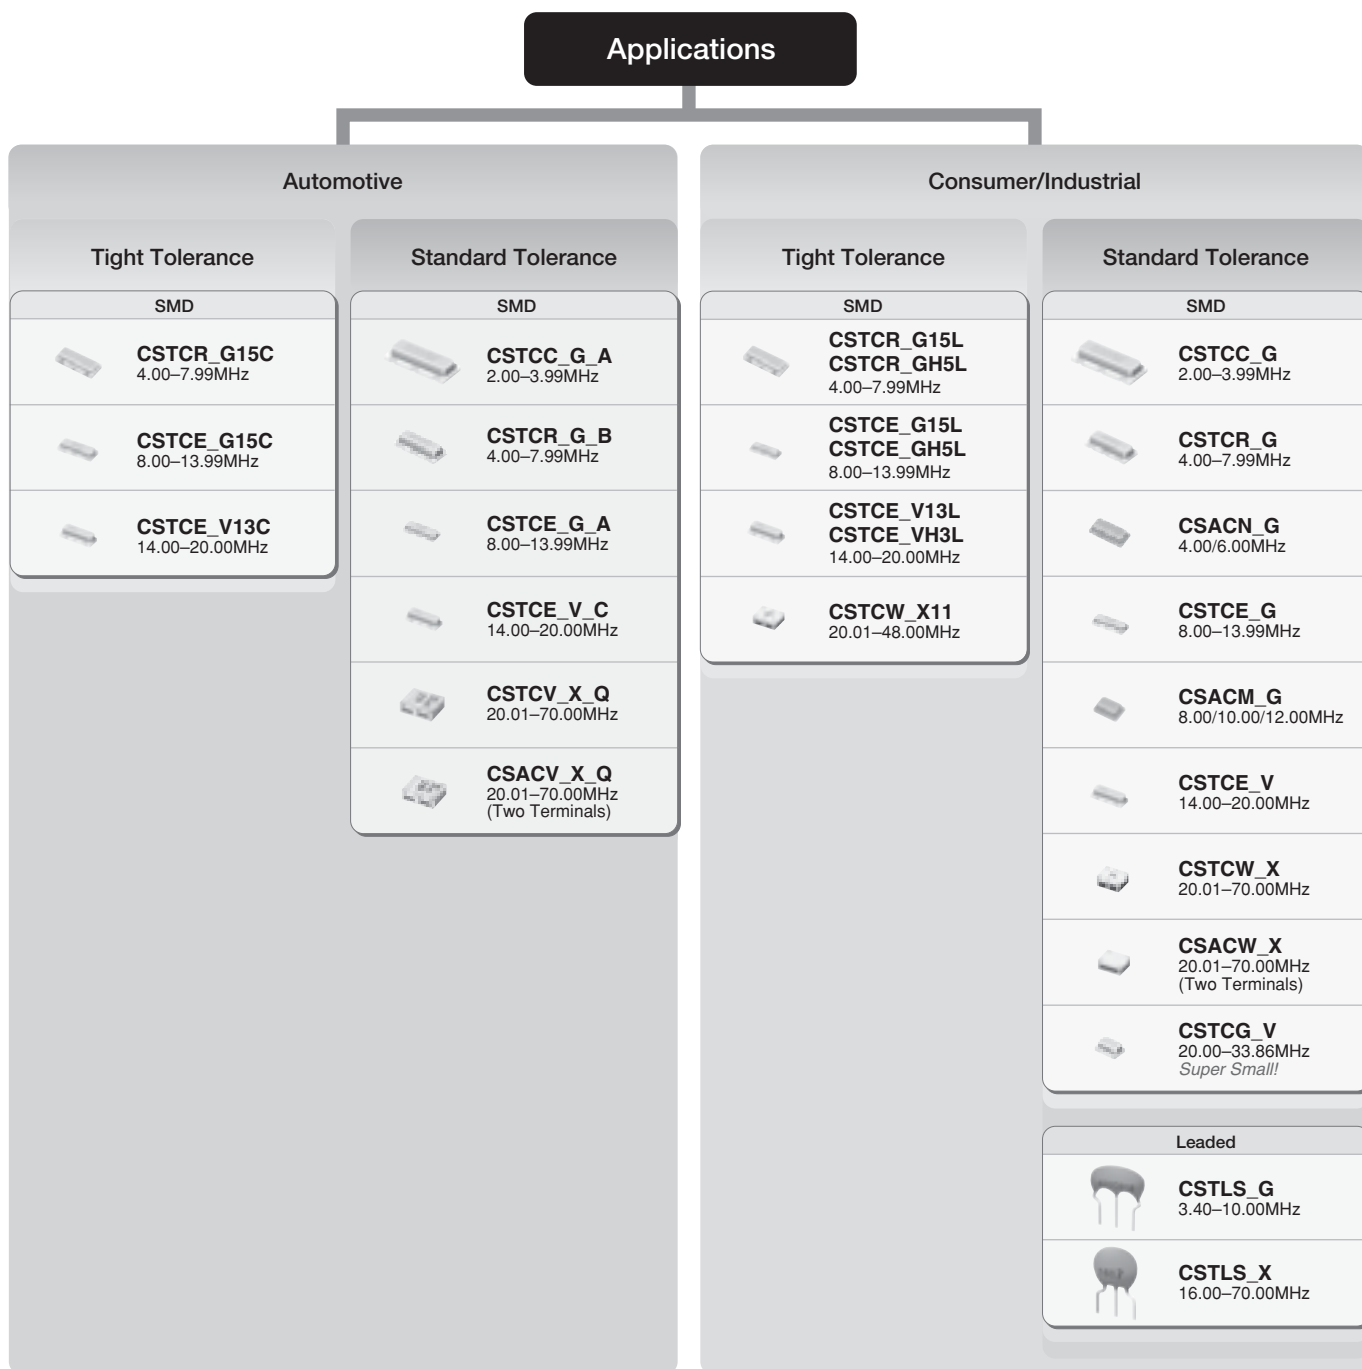 Applications
Automotive
Tight Tolerance
SMD
CSTCR_G15C
4.00–7.99MHz
CSTCE_G15C
8.00–13.99MHz
CSTCE_V13C
14.00–20.00MHz
Standard Tolerance
SMD
CSTCC_G_A
2.00–3.99MHz
CSTCR_G_B
4.00–7.99MHz
CSTCE_G_A
8.00–13.99MHz
CSTCE_V_C
14.00–20.00MHz
CSTCV_X_Q
20.01–70.00MHz
CSACV_X_Q
20.01–70.00MHz
(Two Terminals)
Consumer/Industrial
Tight Tolerance
SMD
CSTCR_G15L
CSTCR_GH5L
4.00–7.99MHz
CSTCE_G15L
CSTCE_GH5L
8.00–13.99MHz
CSTCE_V13L
CSTCE_VH3L
14.00–20.00MHz
CSTCW_X11
20.01–48.00MHz
Standard Tolerance
SMD
CSTCC_G
2.00–3.99MHz
CSTCR_G
4.00–7.99MHz
CSACN_G
4.00/6.00MHz
CSTCE_G
8.00–13.99MHz
CSACM_G
8.00/10.00/12.00MHz
CSTCE_V
14.00–20.00MHz
CSTCW_X
20.01–70.00MHz
CSACW_X
20.01–70.00MHz
(Two Terminals)
CSTCG_V
20.00–33.86MHz
Super Small!
Leaded
CSTLS_G
3.40–10.00MHz
CSTLS_X
16.00–70.00MHz